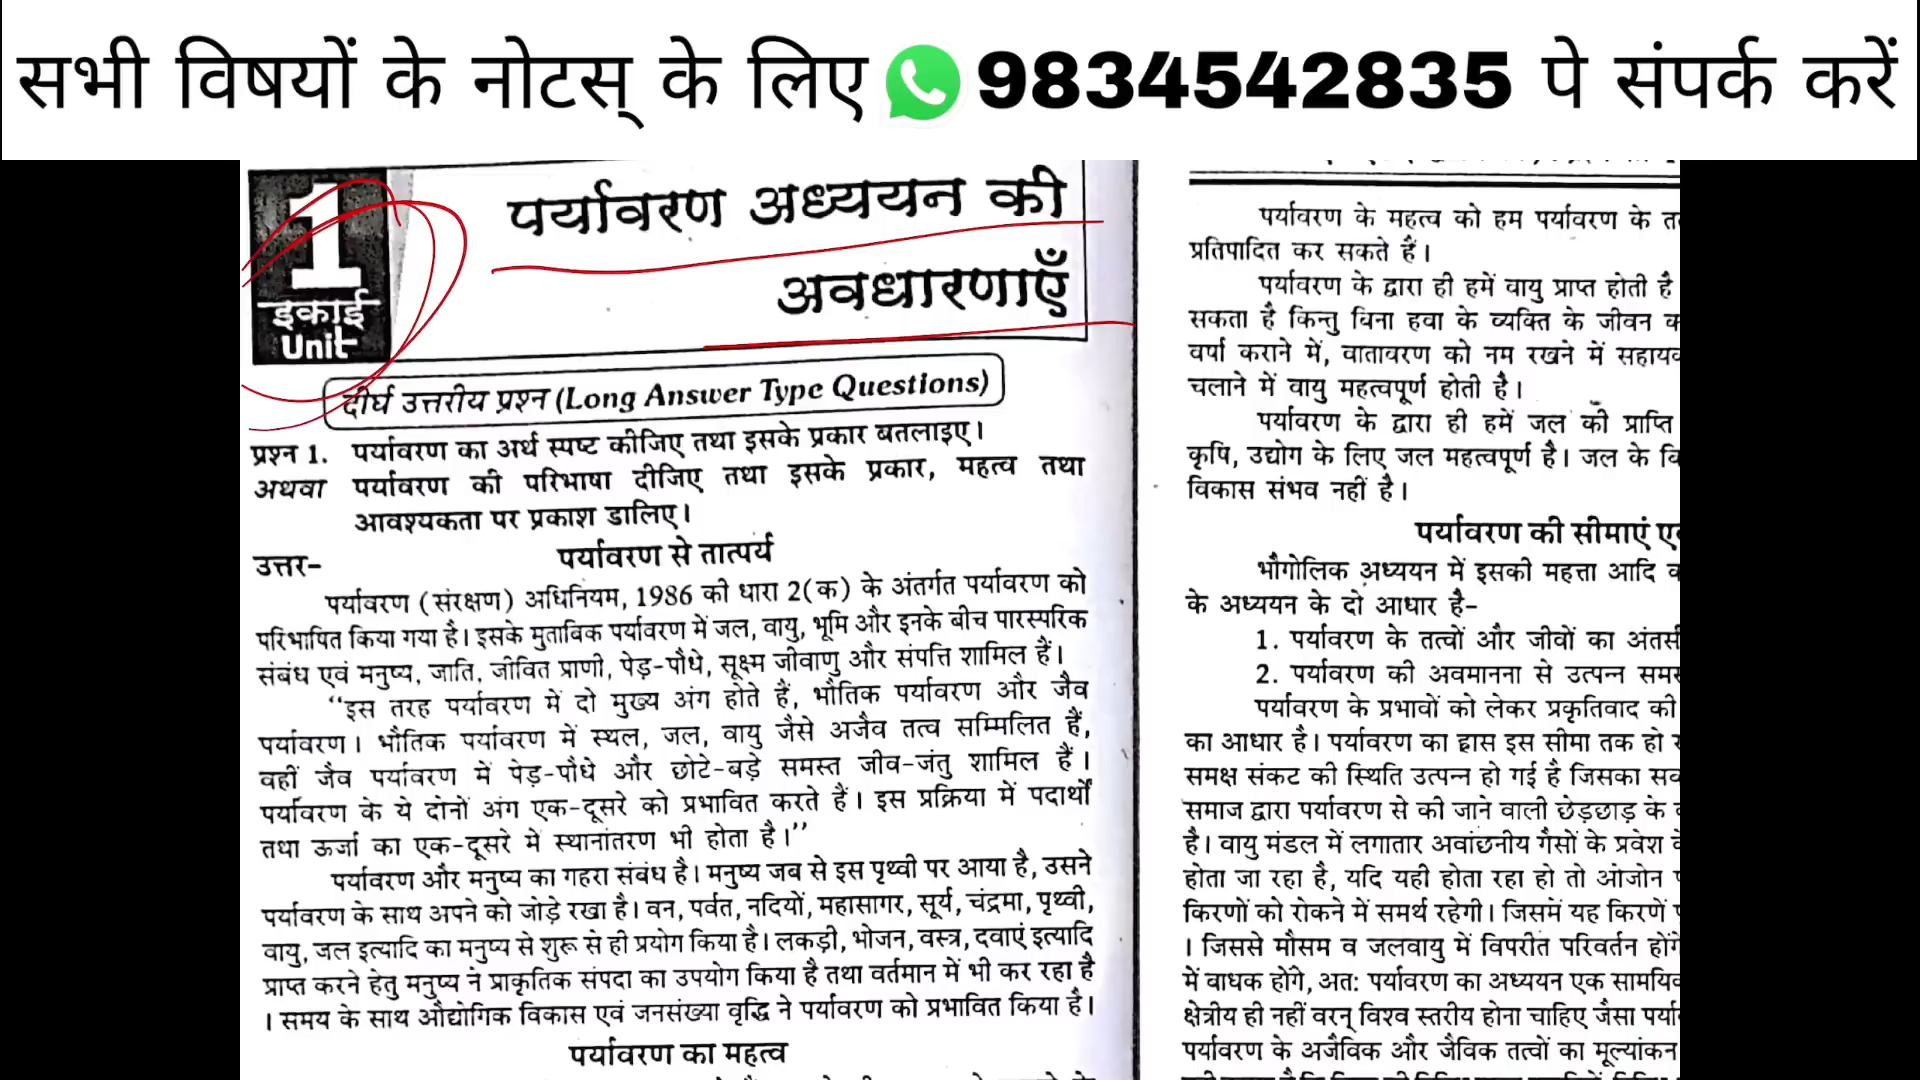 सभी विषयों के नोटस् के लिए 9834542835 पे संपर्क करें
1
इकाई
Unit
पर्यावरण अध्ययन की
अवधारणाएँ
दीर्घ उत्तरीय प्रश्न (Long Answer Type Questions)
प्रश्न 1. पर्यावरण का अर्थ स्पष्ट कीजिए तथा इसके प्रकार बतलाइए।
अथवा पर्यावरण की परिभाषा दीजिए तथा इसके प्रकार, महत्व तथा
आवश्यकता पर प्रकाश डालिए।
उत्तर- पर्यावरण से तात्पर्य
पर्यावरण (संरक्षण) अधिनियम, 1986 की धारा 2(क) के अंतर्गत पर्यावरण को
परिभाषित किया गया है। इसके मुताविक पर्यावरण में जल, वायु, भूमि और इनके बीच पारस्परिक
संबंध एवं मनुष्य, जाति, जीवित प्राणी, पेड़-पौधे, सूक्ष्म जीवाणु और संपत्ति शामिल हैं।
“इस तरह पर्यावरण में दो मुख्य अंग होते हैं, भौतिक पर्यावरण और जैव
पर्यावरण। भौतिक पर्यावरण में स्थल, जल, वायु जैसे अजैव तत्व सम्मिलित हैं,
वहीं जैव पर्यावरण में पेड़-पौधे और छोटे-बड़े समस्त जीव-जंतु शामिल हैं।
पर्यावरण के ये दोनों अंग एक-दूसरे को प्रभावित करते हैं। इस प्रक्रिया में पदार्थों
तथा ऊर्जा का एक-दूसरे में स्थानांतरण भी होता है।”
पर्यावरण और मनुष्य का गहरा संबंध है। मनुष्य जब से इस पृथ्वी पर आया है, उसने
पर्यावरण के साथ अपने को जोड़े रखा है। वन, पर्वत, नदियों, महासागर, सूर्य, चंद्रमा, पृथ्वी,
वायु, जल इत्यादि का मनुष्य से शुरू से ही प्रयोग किया है। लकड़ी, भोजन, वस्त्र, दवाएं इत्यादि
प्राप्त करने हेतु मनुष्य ने प्राकृतिक संपदा का उपयोग किया है तथा वर्तमान में भी कर रहा है
। समय के साथ औद्योगिक विकास एवं जनसंख्या वृद्धि ने पर्यावरण को प्रभावित किया है।
पर्यावरण का महत्व
पर्यावरण के महत्व को हम पर्यावरण के
प्रतिपादित कर सकते हैं।
पर्यावरण के द्वारा ही हमें वायु प्राप्त होती है
सकता है किन्तु बिना हवा के व्यक्ति के जीवन
वर्षा कराने में, वातावरण को नम रखने में
चलाने में वायु महत्वपूर्ण होती है।
पर्यावरण के द्वारा ही हमें जल की प्राप्ति
कृषि, उद्योग के लिए जल महत्वपूर्ण है। जल के
विकास संभव नहीं है।
पर्यावरण की सीमाएं
भौगोलिक अध्ययन में इसकी महत्ता आदि
के अध्ययन के दो आधार है-
1. पर्यावरण के तत्वों और जीवों का
2. पर्यावरण की अवमानना से उत्पन्न
पर्यावरण के प्रभावों को लेकर प्रकृतिवाद की
का आधार है। पर्यावरण का ह्रास इस सीमा तक हो
समक्ष संकट की स्थिति उत्पन्न हो गई है जिसका
समाज द्वारा पर्यावरण से की जाने वाली छेड़छाड़ के
है। वायु मंडल में लगातार अवांछनीय गैसों के प्रवेश
होता जा रहा है, यदि यही होता रहा हो तो ओजोन
किरणों को रोकने में समर्थ रहेगी। जिसमें यह किरणें
। जिससे मौसम व जलवायु में विपरीत परिवर्तन होंगे
में बाधक होंगे, अतः पर्यावरण का अध्ययन एक
क्षेत्रीय ही नहीं वरन् विश्व स्तरीय होना चाहिए जैसा
पर्यावरण के अजैविक और जैविक तत्वों का मूल्यांकन